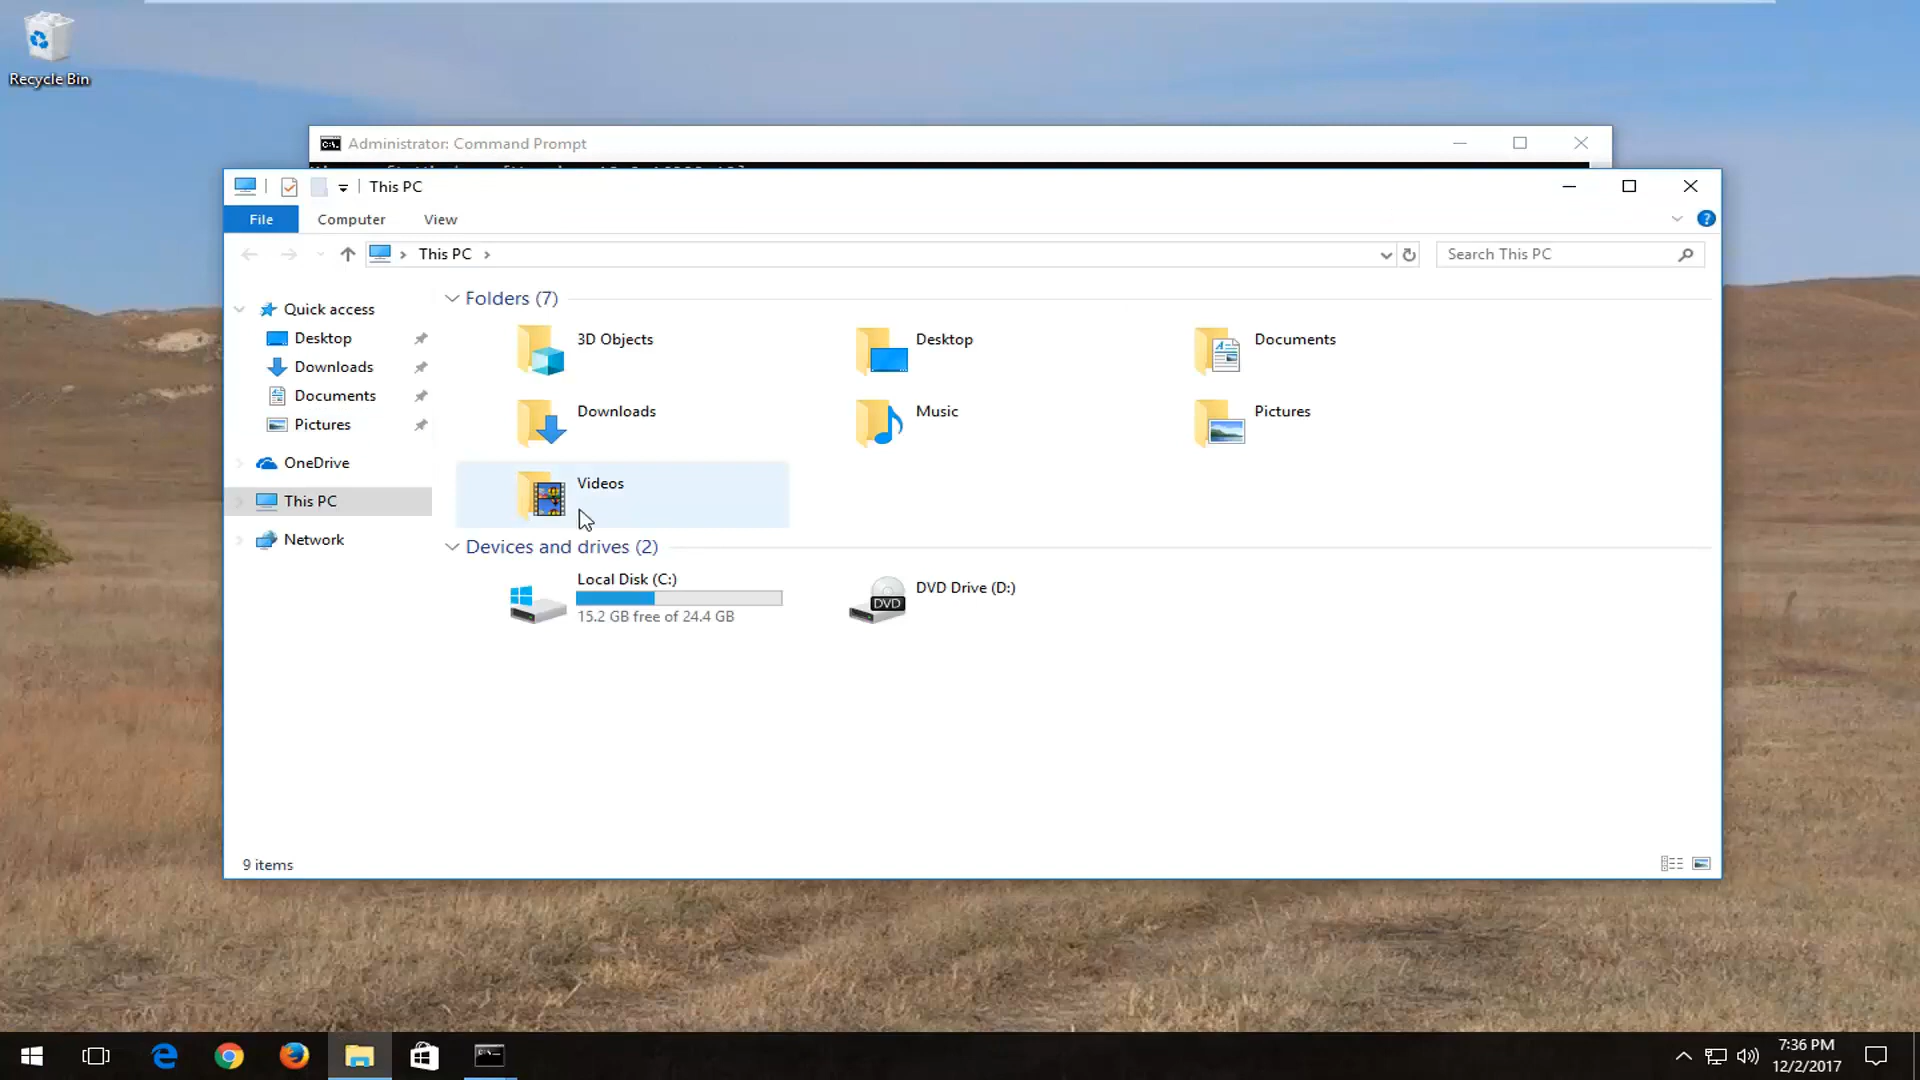 Recycle Bin
Administrator: Command Prompt
This PC
File
Computer
View
This PC
Search This PC
Quick access
Desktop
Downloads
Documents
Pictures
OneDrive
This PC
Network
Folders (7)
3D Objects
Desktop
Documents
Downloads
Music
Pictures
Videos
Devices and drives (2)
Local Disk (C:)
15.2 GB free of 24.4 GB
DVD Drive (D:)
DVD
9 items
7:36 PM
12/2/2017